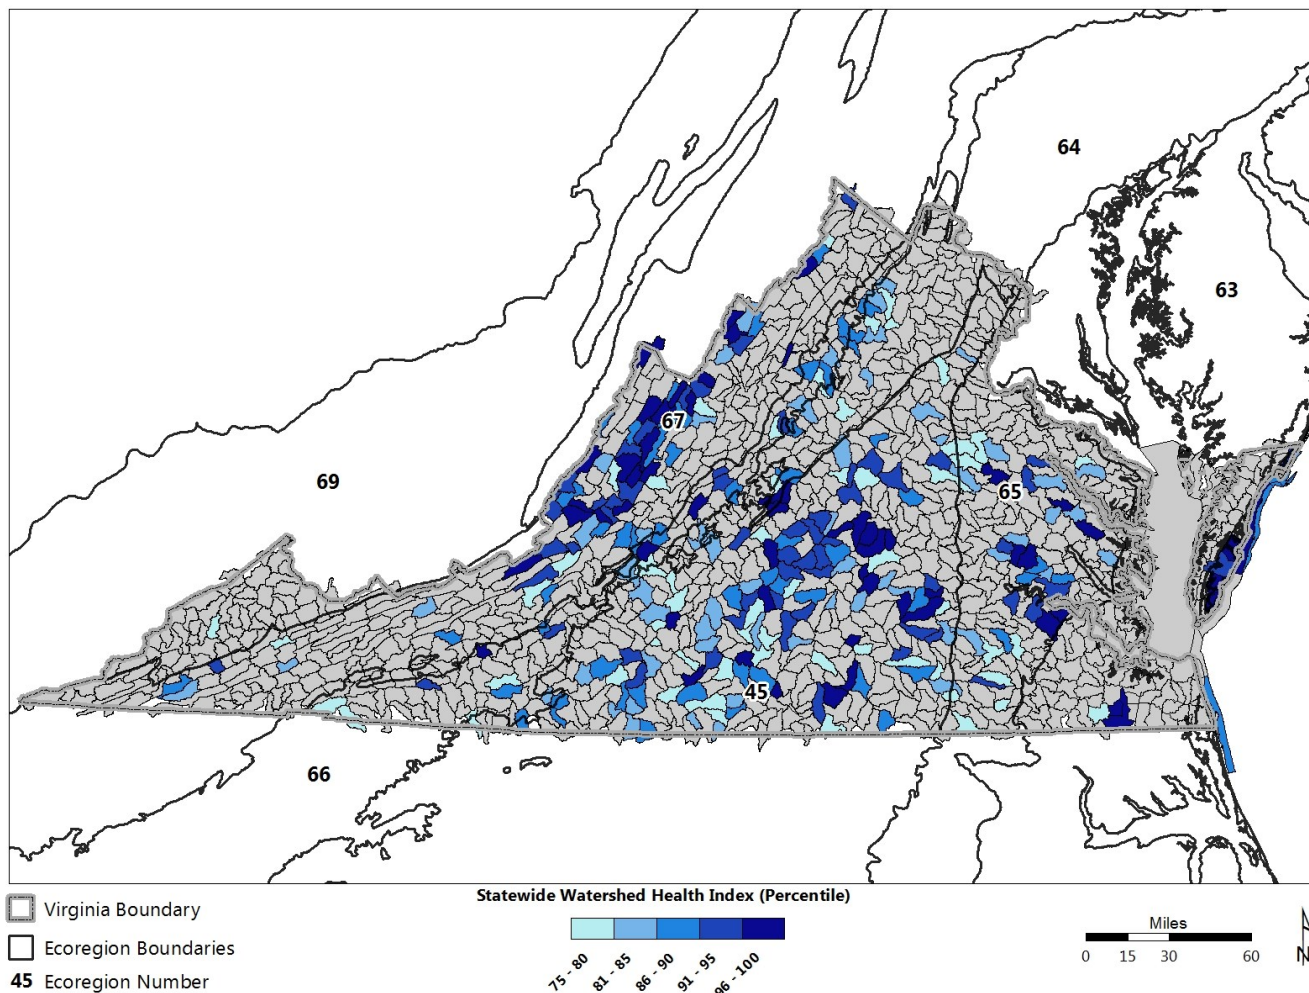 64
63
67
69
65
45
66
Statewide Watershed Health Index (Percentile)
75 - 80
81 - 85
86 - 90
91 - 95
96 - 100
Virginia Boundary
Ecoregion Boundaries
45 Ecoregion Number
Miles
0 15 30 60
N